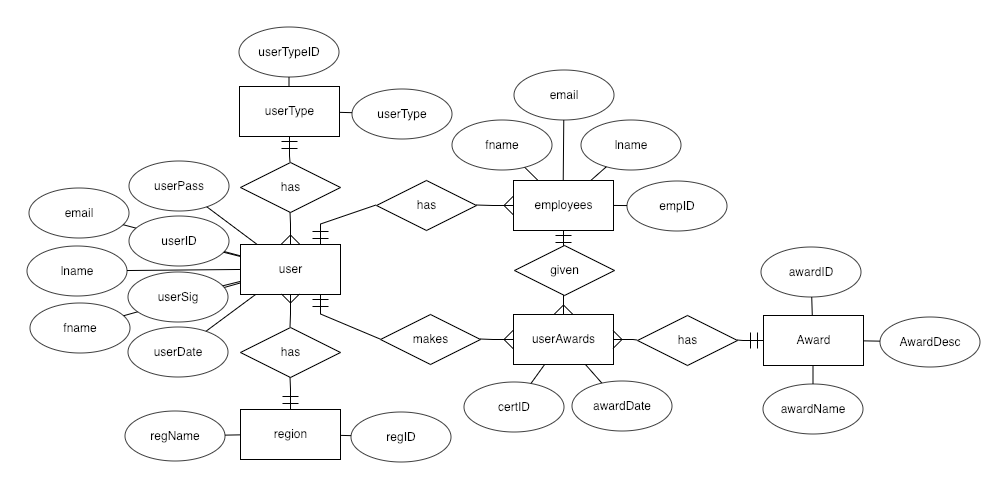 userTypeID
userType
userType
email
fname
lname
userPass
has
email
has
employees
empID
userID
lname
user
given
awardID
userSig
fname
userDate
has
makes
userAwards
has
Award
AwardDesc
certID
awardDate
awardName
regName
region
regID